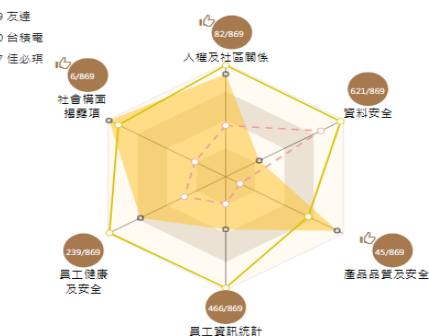 友達
82/869
台積電
人權及社區關係
佳必琪
6/869
社會構面
揭露項
621/869
資料安全
239/869
員工健康
及安全
45/869
產品品質及安全
466/869
員工資訊統計